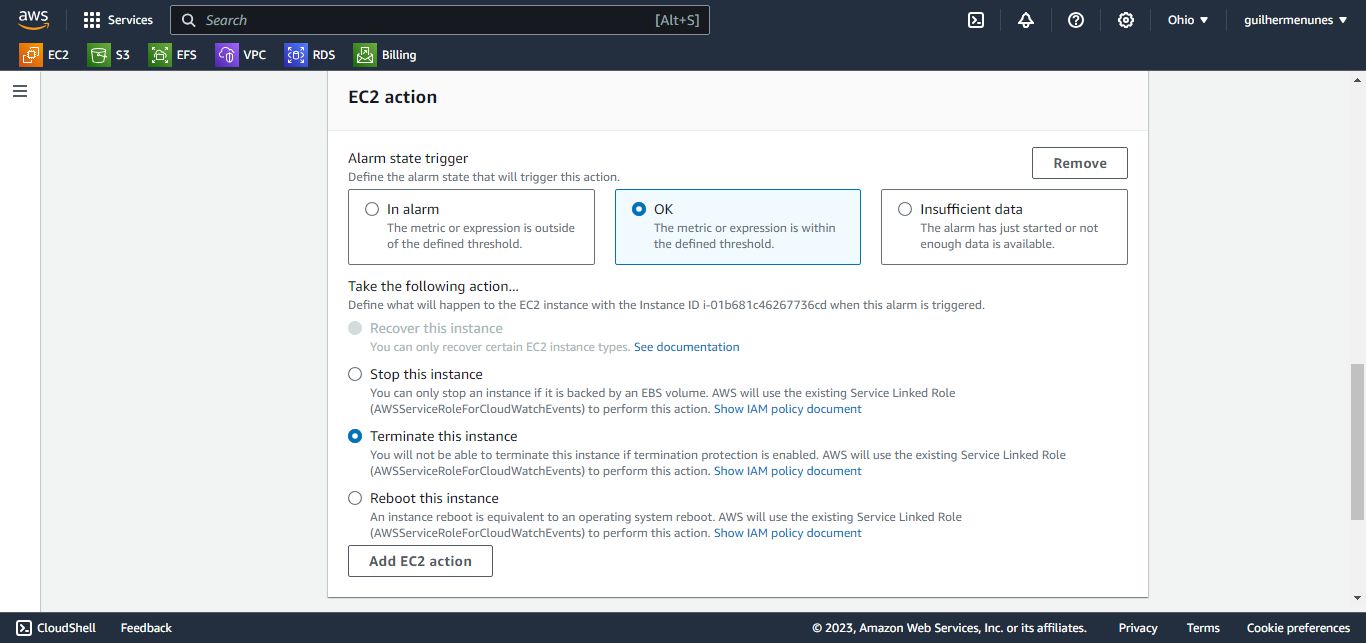 aws
Services
Search
[Alt+S]
Ohio
guilhermenunes
EC2
S3
EFS
VPC
RDS
Billing
EC2 action
Alarm state trigger
Define the alarm state that will trigger this action.
Remove
In alarm
The metric or expression is outside
of the defined threshold.
OK
The metric or expression is within
the defined threshold.
Insufficient data
The alarm has just started or not
enough data is available.
Take the following action...
Define what will happen to the EC2 instance with the Instance ID i-01b681c46267736cd when this alarm is triggered.
Recover this instance
You can only recover certain EC2 instance types. See documentation
Stop this instance
You can only stop an instance if it is backed by an EBS volume. AWS will use the existing Service Linked Role
(AWSServiceRoleForCloudWatchEvents) to perform this action. Show IAM policy document
Terminate this instance
You will not be able to terminate this instance if termination protection is enabled. AWS will use the existing Service Linked Role
(AWSServiceRoleForCloudWatchEvents) to perform this action. Show IAM policy document
Reboot this instance
An instance reboot is equivalent to an operating system reboot. AWS will use the existing Service Linked Role
(AWSServiceRoleForCloudWatchEvents) to perform this action. Show IAM policy document
Add EC2 action
CloudShell
Feedback
© 2023, Amazon Web Services, Inc. or its affiliates.
Privacy
Terms
Cookie preferences